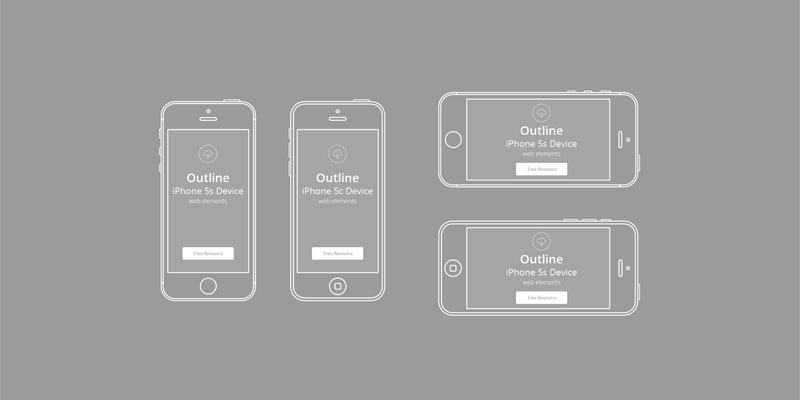 Outline
iPhone 5s Device
web elements
Free Resource
Outline
iPhone 5c Device
web elements
Free Resource
Outline
iPhone 5s Device
web elements
Free Resource
Outline
iPhone 5s Device
web elements
Free Resource